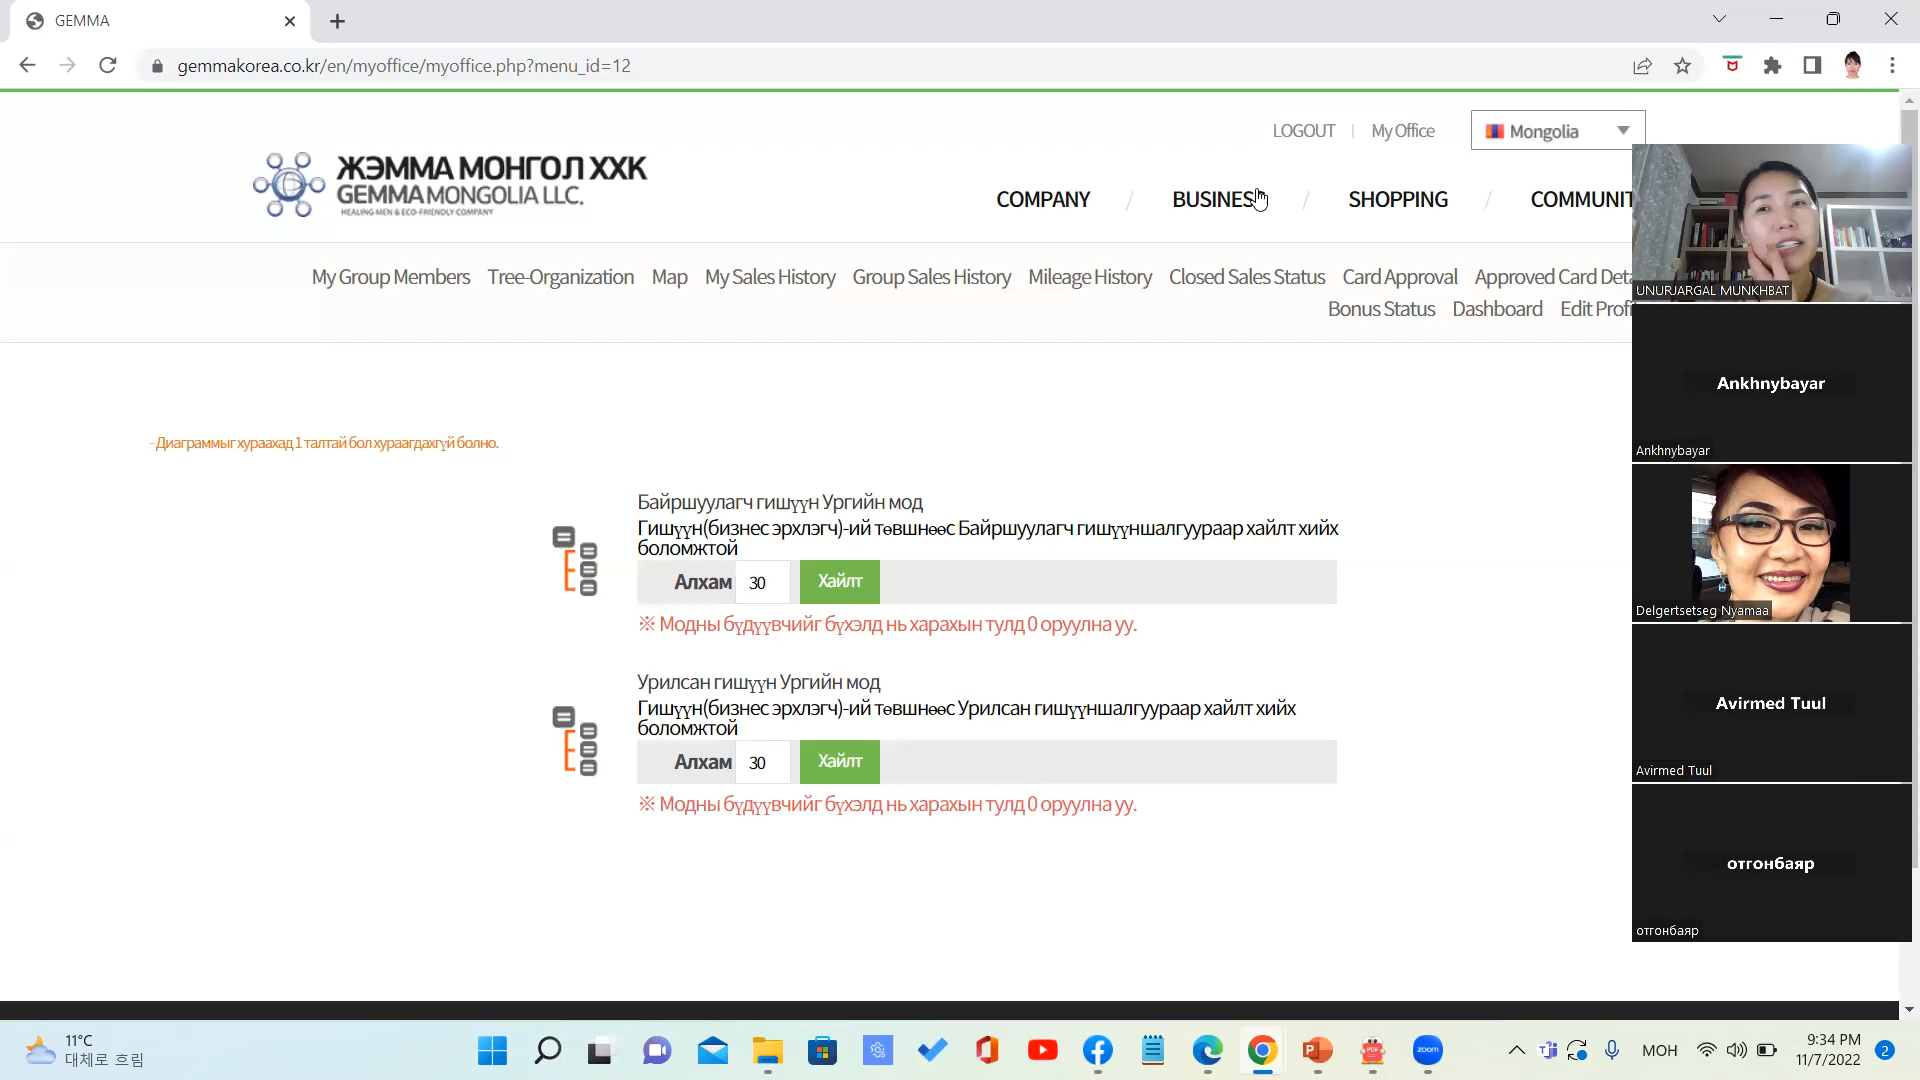 GEMMA
gemmakorea.co.kr/en/myoffice/myoffice.php?menu_id=12
LOGOUT | My Office
Mongolia
ЖЭММА МОНГОЛ ХХК
GEMMA MONGOLIA LLC.
HEALING-MEN & ECO-FRIENDLY COMPANY
COMPANY / BUSINESS / SHOPPING / COMMUNIT
My Group Members Tree-Organization Map My Sales History Group Sales History Mileage History Closed Sales Status Card Approval Approved Card Deta
Bonus Status Dashboard Edit Profi
- Диаграммыг хураахад 1 талтай бол хураагдахгүй болно.
Байршуулагч гишүүн Ургийн мод
Гишүүн(бизнес эрхлэгч)-ий төвшнөөс Байршуулагч гишүүншалгуураар хайлт хийх
боломжтой
Алхам 30 Хайлт
※ Модны бүдүүвчийг бүхэлд нь харахын тулд 0 оруулна уу.
Урилсан гишүүн Ургийн мод
Гишүүн(бизнес эрхлэгч)-ий төвшнөөс Урилсан гишүүншалгуураар хайлт хийх
боломжтой
Алхам 30 Хайлт
※ Модны бүдүүвчийг бүхэлд нь харахын тулд 0 оруулна уу.
UNURJARGAL MUNKHBAT
Ankhnybayar
Ankhnybayar
Delgertsetseg Nyamaa
Avirmed Tuul
Avirmed Tuul
отгонбаяр
отгонбаяр
11°C
대체로 흐림
zoom
МОН
9:34 PM
11/7/2022
2